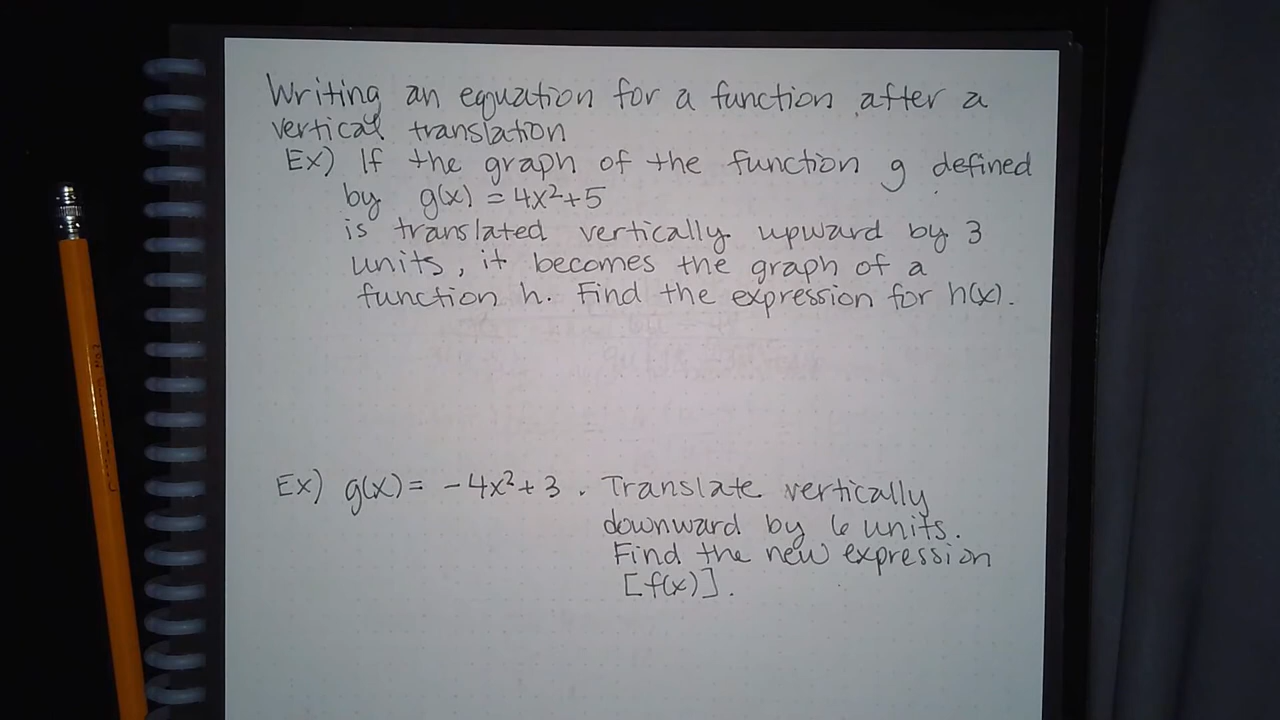 Writing an equation for a function after a
vertical translation
Ex) If the graph of the function g defined
by g(x) = 4x²+5
is translated vertically upward by 3
units, it becomes the graph of a
function h. Find the expression for h(x).
Ex) g(x) = -4x²+3. Translate vertically
downward by 6 units.
Find the new expression
[f(x)].